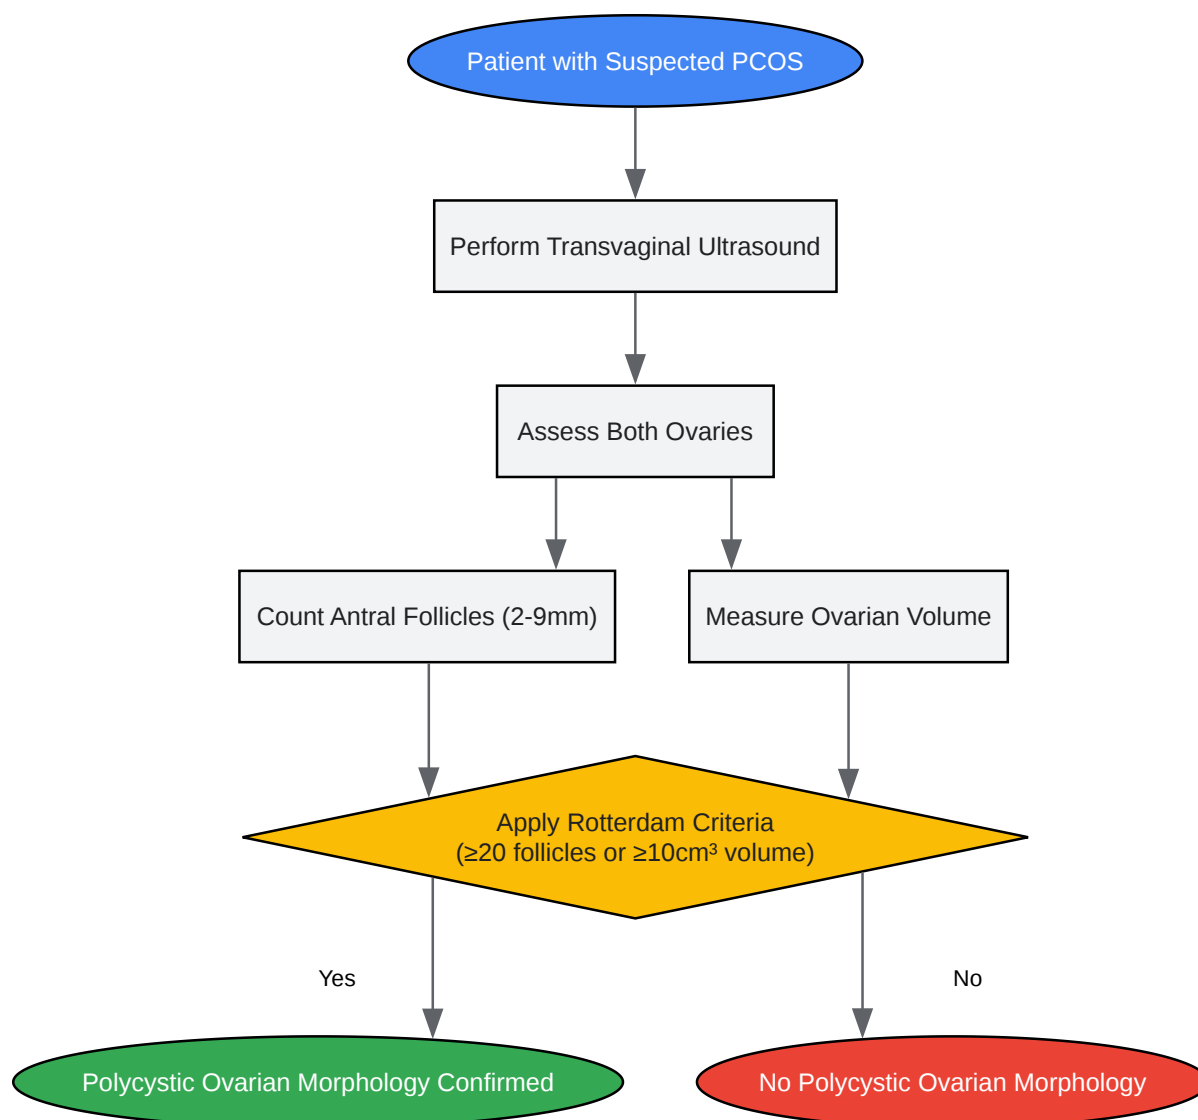 Patient with Suspected PCOS
Perform Transvaginal Ultrasound
Assess Both Ovaries
Count Antral Follicles (2-9mm)
Measure Ovarian Volume
Apply Rotterdam Criteria
(≥20 follicles or ≥10cm³ volume)
Yes
No
Polycystic Ovarian Morphology Confirmed
No Polycystic Ovarian Morphology